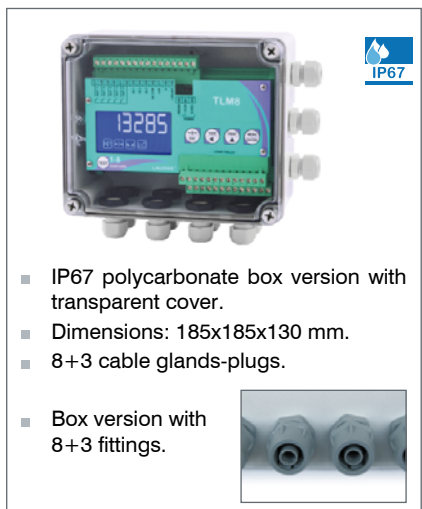 IP67
TLM8
13285
IP67 polycarbonate box version with
transparent cover.
Dimensions: 185x185x130 mm.
8+3 cable glands-plugs.
Box version with
8+3 fittings.